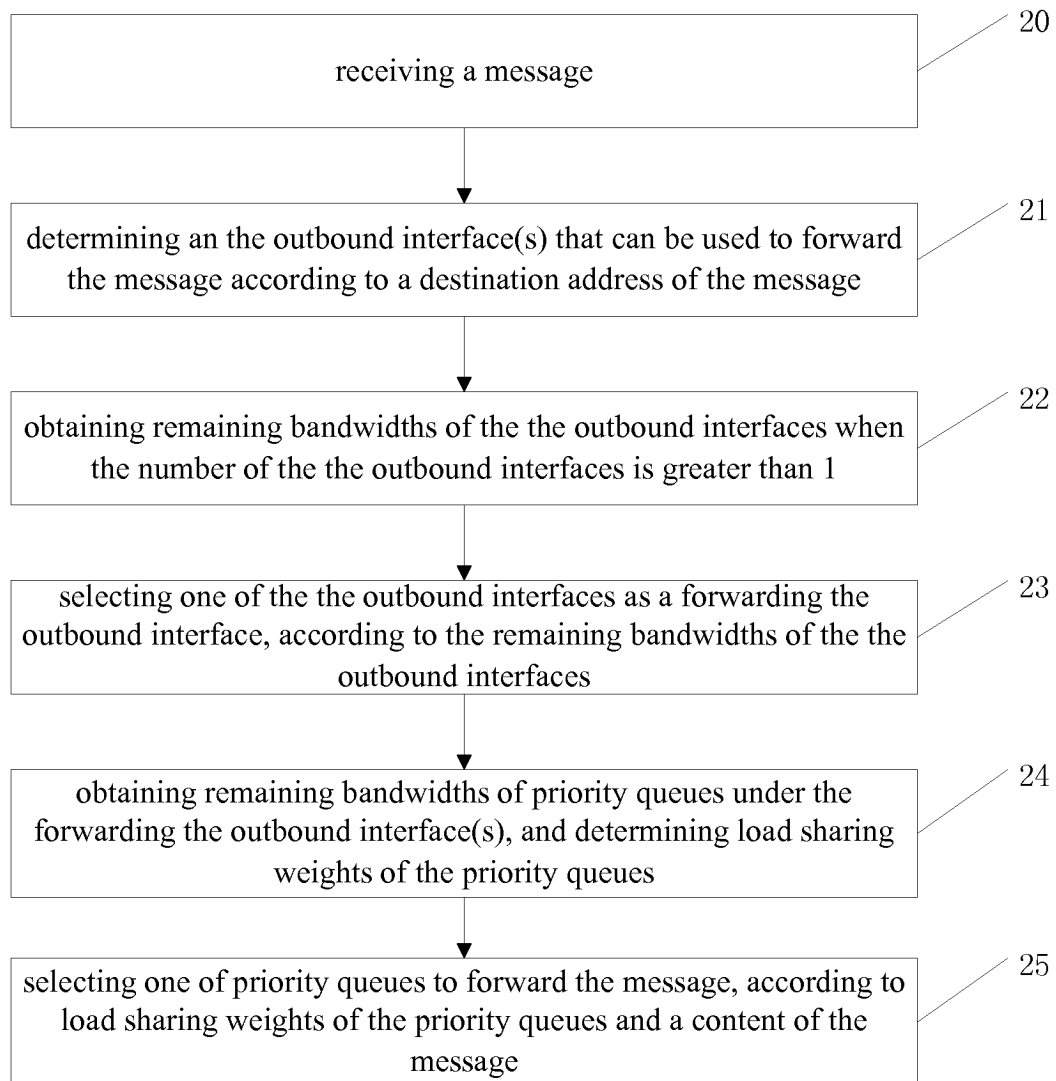 20
receiving a message
21
determining an the outbound interface(s) that can be used to forward
the message according to a destination address of the message
22
obtaining remaining bandwidths of the the outbound interfaces when
the number of the the outbound interfaces is greater than 1
23
selecting one of the the outbound interfaces as a forwarding the
outbound interface, according to the remaining bandwidths of the the
outbound interfaces
24
obtaining remaining bandwidths of priority queues under the
forwarding the outbound interface(s), and determining load sharing
weights of the priority queues
25
selecting one of priority queues to forward the message, according to
load sharing weights of the priority queues and a content of the
message